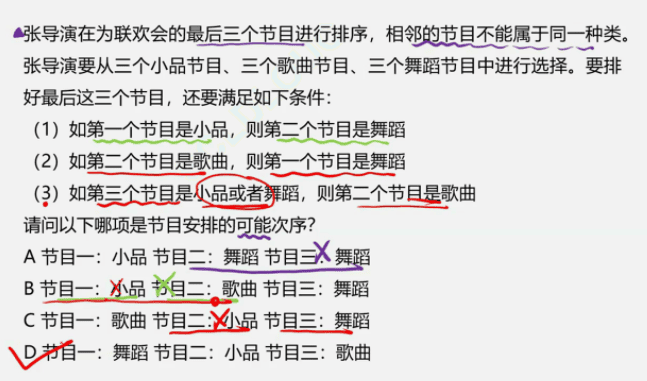 张导演在为联欢会的最后三个节目进行排序，相邻的节目不能属于同一种类。
张导演要从三个小品节目、三个歌曲节目、三个舞蹈节目中进行选择。要排
好最后这三个节目，还要满足如下条件：
（1）如第一个节目是小品，则第二个节目是舞蹈
（2）如第二个节目是歌曲，则第一个节目是舞蹈
（3）如第三个节目是小品或者舞蹈，则第二个节目是歌曲
请问以下哪项是节目安排的可能次序？
A 节目一：小品 节目二：舞蹈 节目三：舞蹈
B 节目一：小品 节目二：歌曲 节目三：舞蹈
C 节目一：歌曲 节目二：小品 节目三：舞蹈
D 节目一：舞蹈 节目二：小品 节目三：歌曲